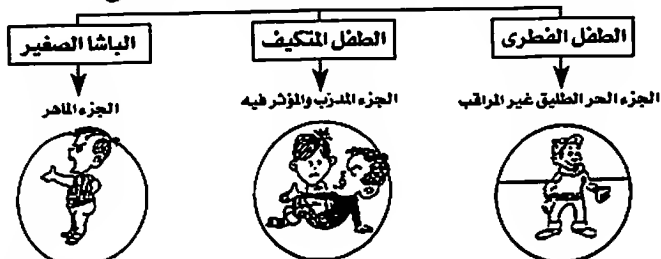 الطفل الفطرى
الطفل المتكيف
الباشا الصغير
الجزء الحر الطليق غير المراقب
الجزء المدرب والمؤثر فيه
الجزء الماهر